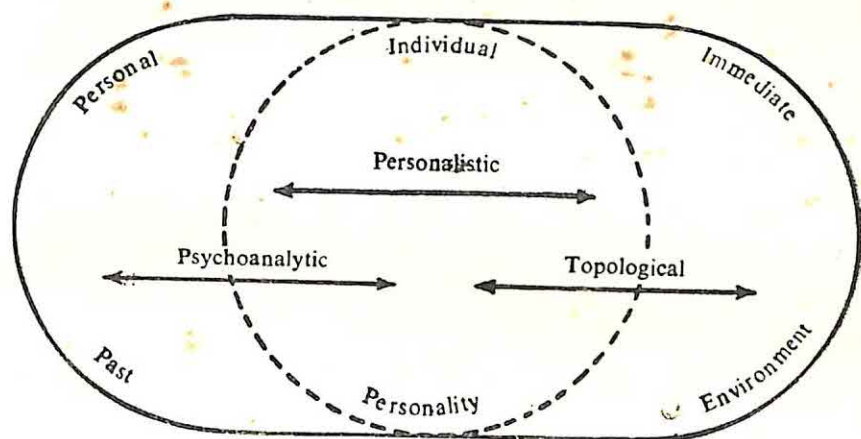 Personal
Individual
Immediate
Personalistic
Psychoanalytic
Topological
Past
Personality
Environment